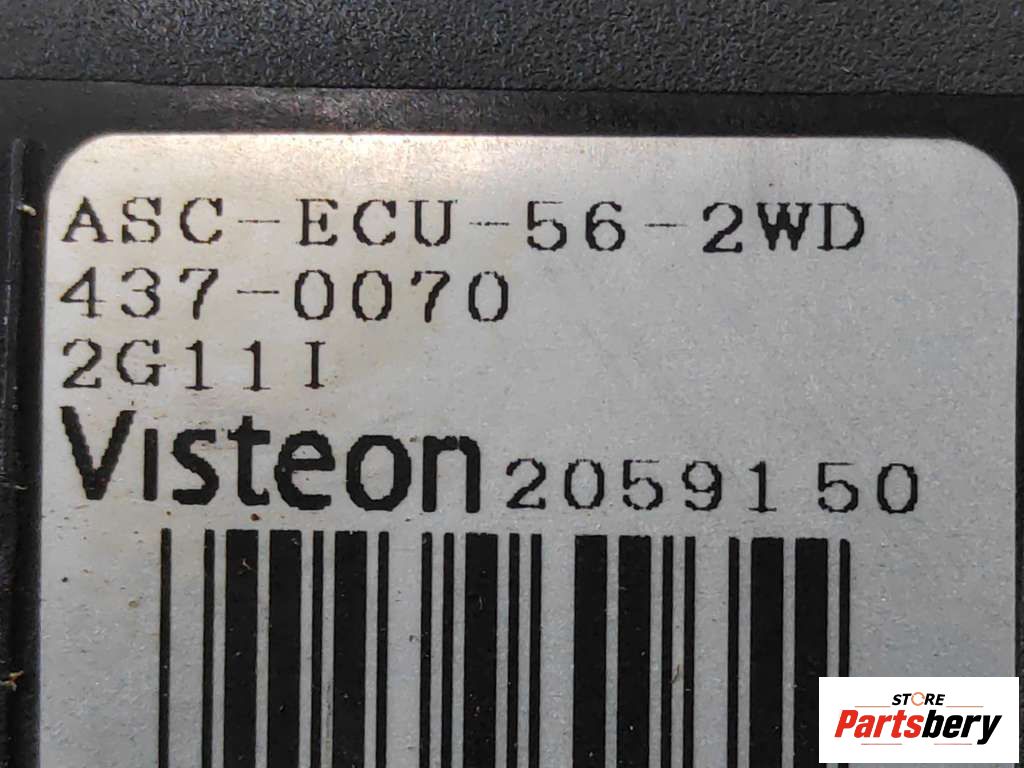 ASC-ECU-56-2WD
437-0070
2G11I
Visteon 2059150
STORE
Partsbery